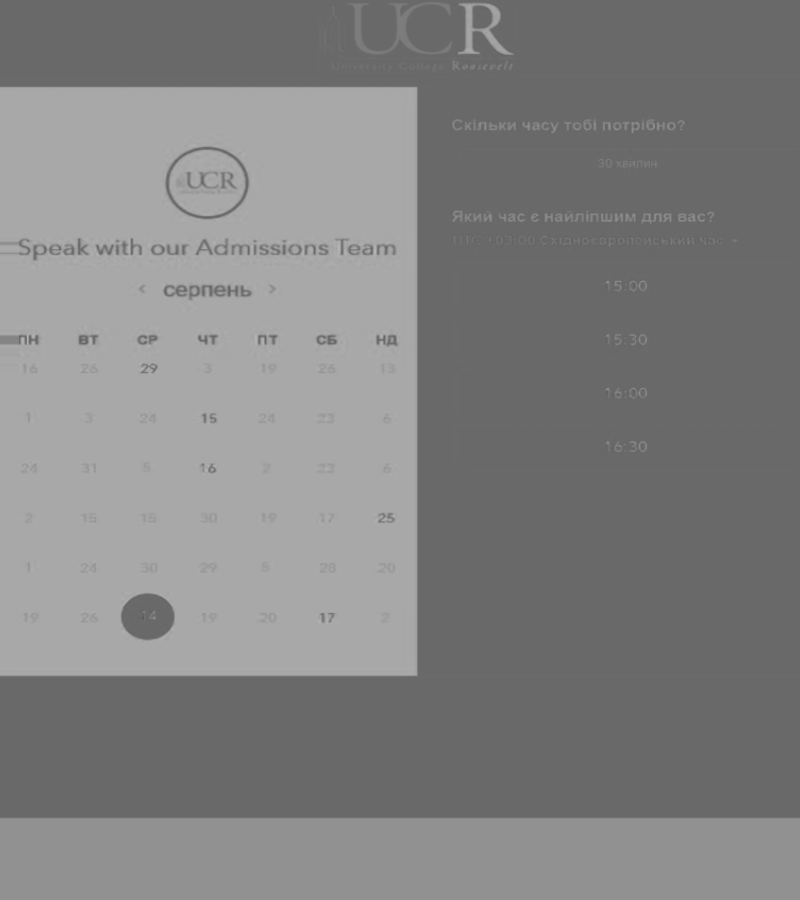 UCR
University College Roosevelt
UCR
Speak with our Admissions Team
< серпень >
ПН ВТ СР ЧТ ПТ СБ НД
16 26 29 3 19 26 13
1 3 24 15 24 23 6
24 31 5 16 2 23 6
2 15 15 30 19 17 25
1 24 30 29 5 28 20
19 26 14 19 20 17 2
Скільки часу тобі потрібно?
30 хвилин
Який час є найліпшим для вас?
UTC +03:00 Східноєвропейський час
15:00
15:30
16:00
16:30